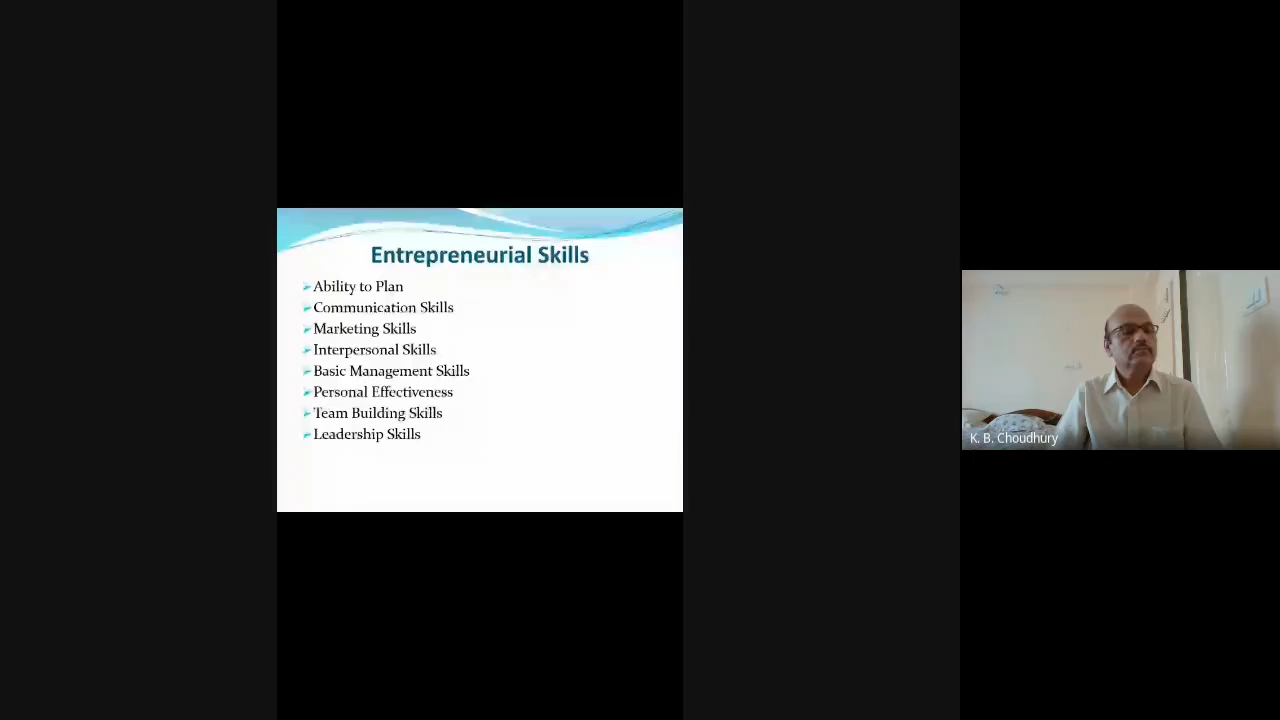 Entrepreneurial Skills
Ability to Plan
Communication Skills
Marketing Skills
Interpersonal Skills
Basic Management Skills
Personal Effectiveness
Team Building Skills
Leadership Skills
K. B. Choudhury